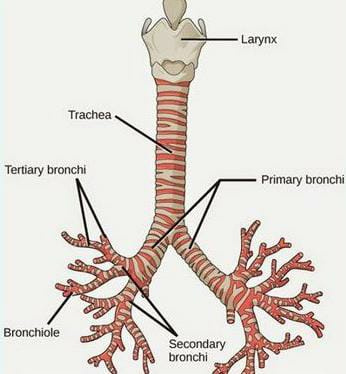 Larynx
Trachea
Tertiary bronchi
Primary bronchi
Bronchiole
Secondary
bronchi